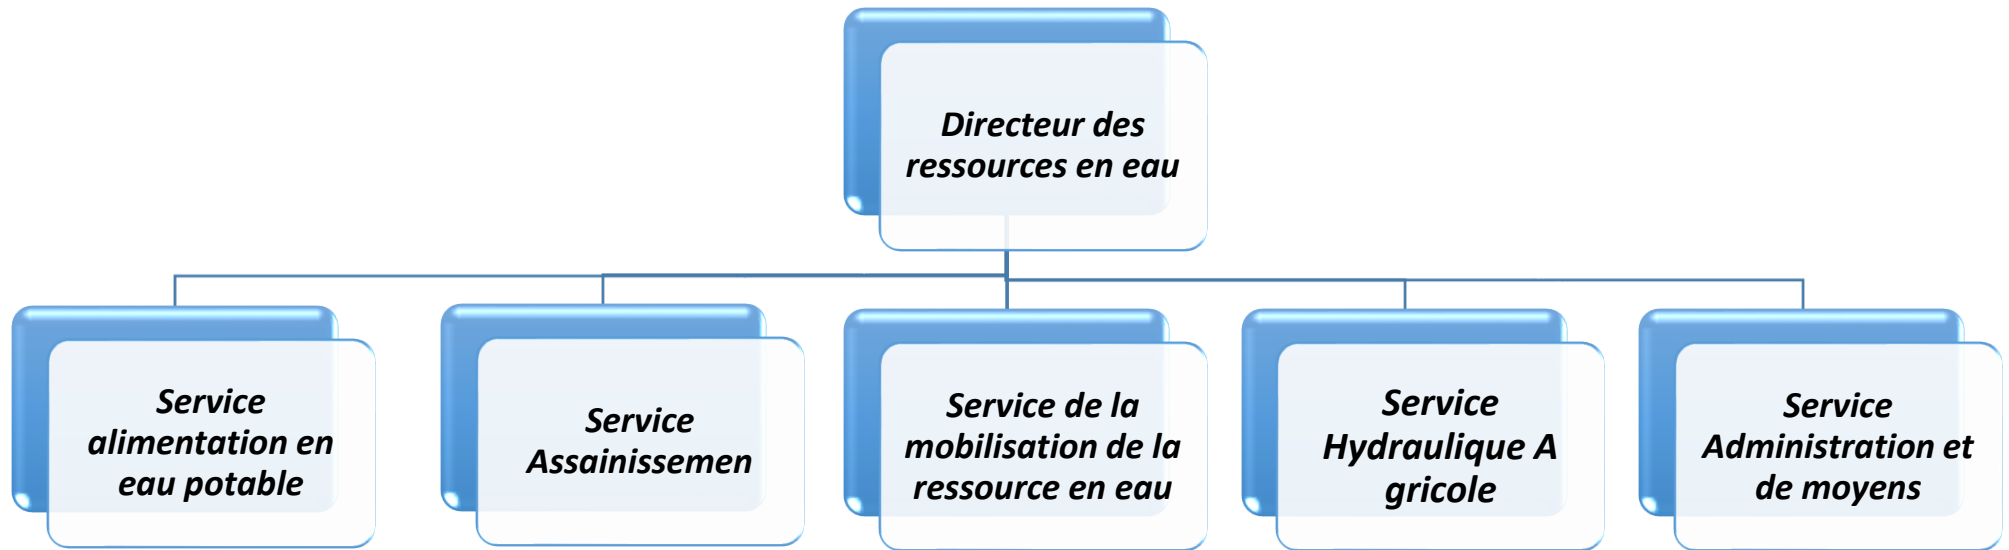 Directeur des
ressources en eau
Service
alimentation en
eau potable
Service
Assainissemen
Service de la
mobilisation de la
ressource en eau
Service
Hydraulique A
gricole
Service
Administration et
de moyens